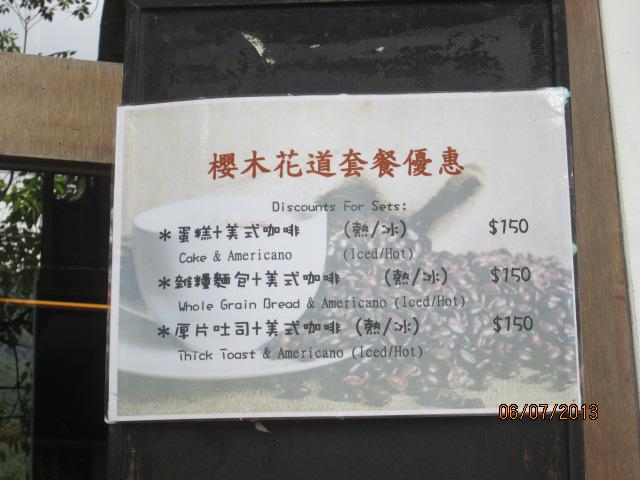 櫻木花道套餐優惠
Discounts For Sets:
*蛋糕+美式咖啡 (熱/冰) $150
Cake & Americano (Iced/Hot)
*雜糧麵包+美式咖啡 (熱/冰) $150
Whole Grain Bread & Americano (Iced/Hot)
*厚片吐司+美式咖啡 (熱/冰) $150
Thick Toast & Americano (Iced/Hot)
06/07/2013